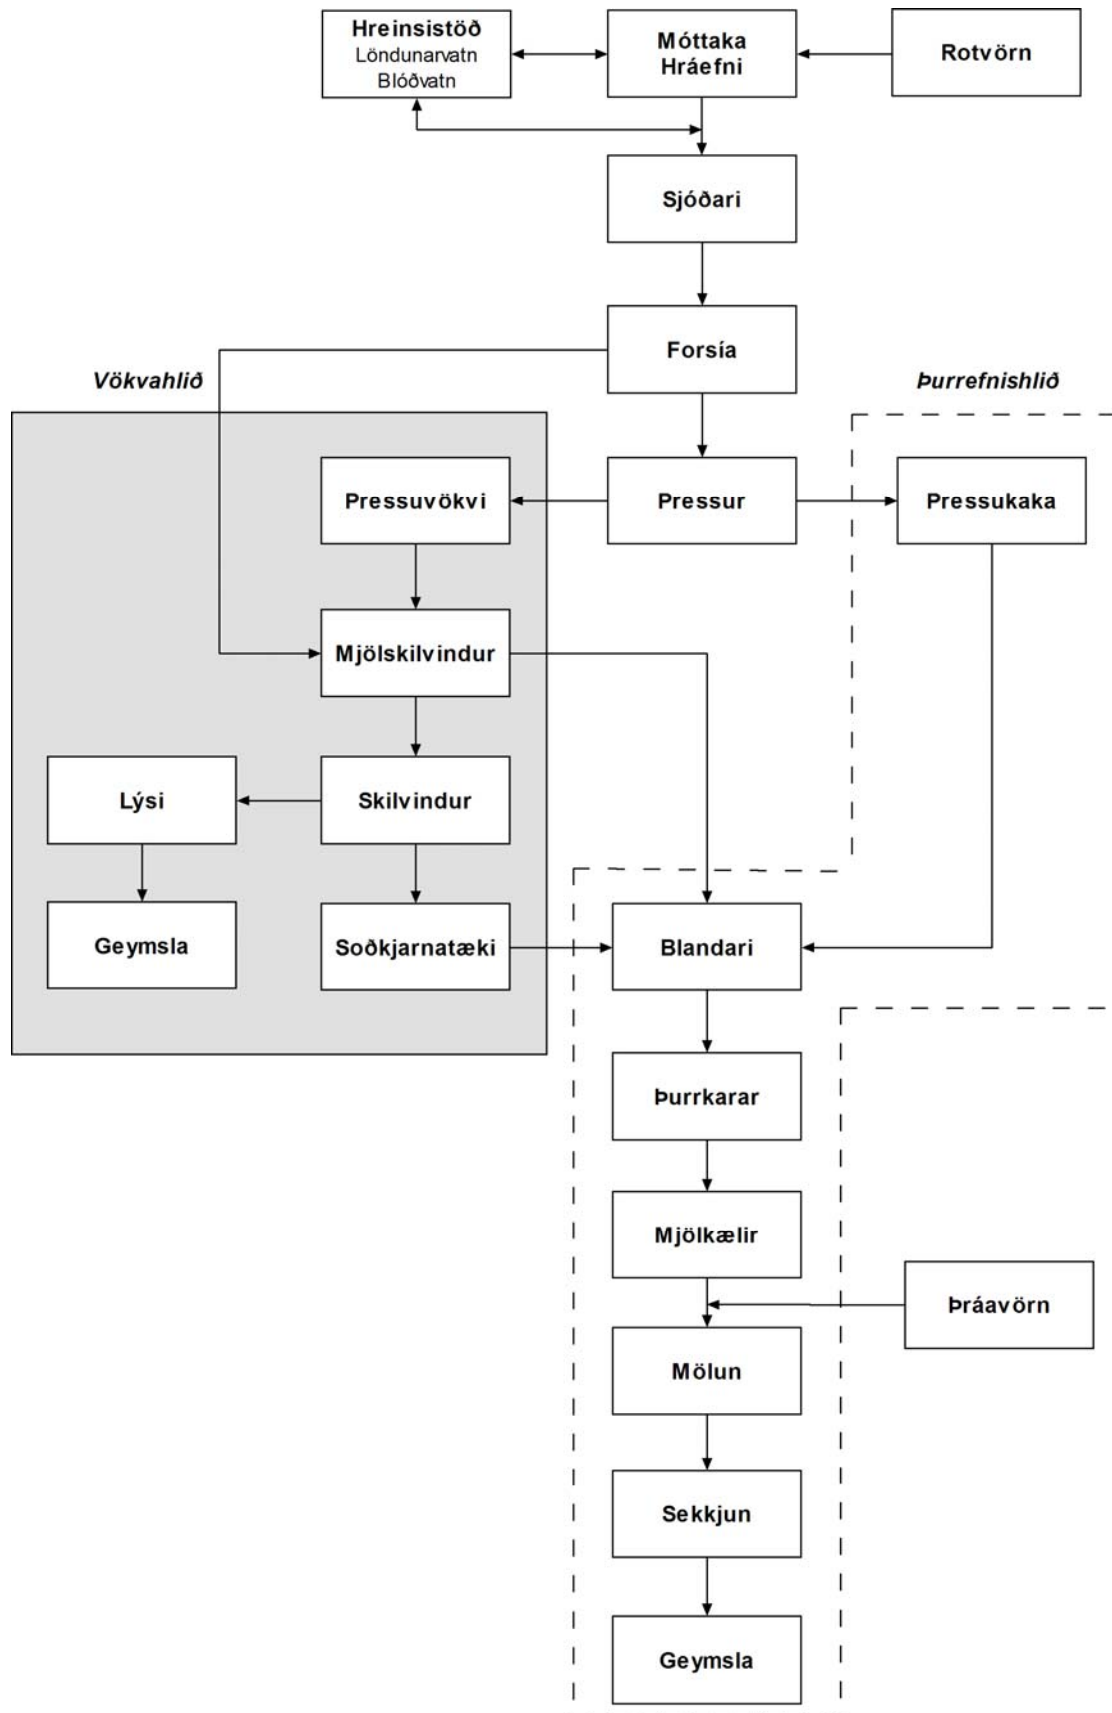 Hreinsistöð
Löndunarvatn
Blóðvatn
Móttaka
Hráefni
Rotvörn
Sjóðari
Forsía
Vökvahlið
Þurrefnishlið
Pressuvökvi
Pressur
Pressukaka
Mjölskilvindur
Lýsi
Skilvindur
Geymsla
Soðkjarnatæki
Blandari
Þurrkarar
Mjölkælir
Þráavörn
Mölun
Sekkjun
Geymsla